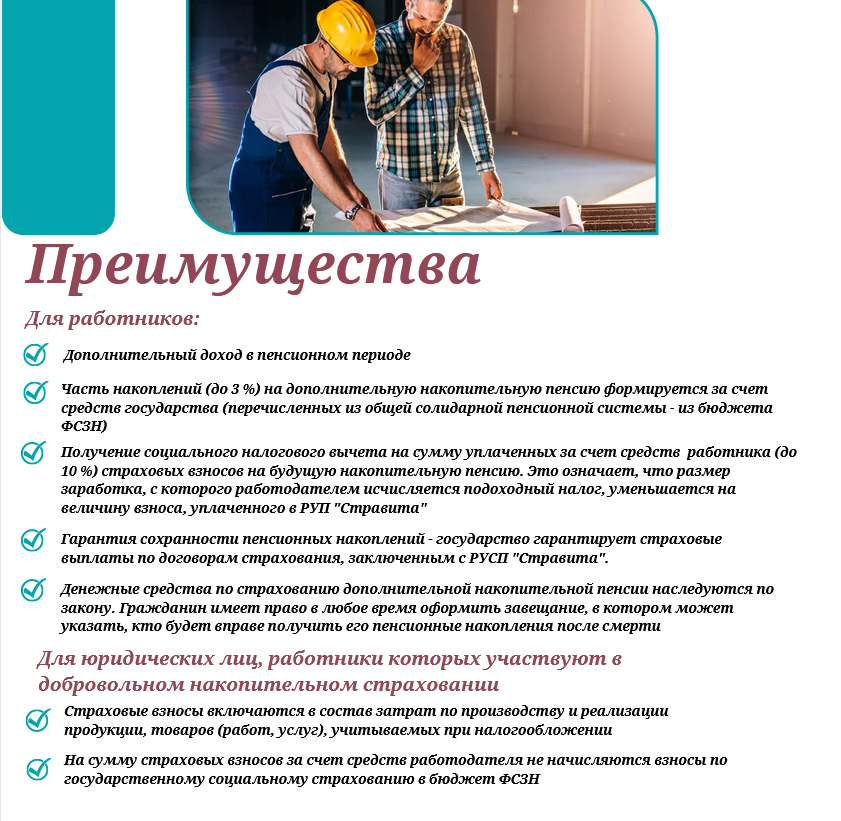 Преимущества
Для работников:
Дополнительный доход в пенсионном периоде
Часть накоплений (до 3 %) на дополнительную накопительную пенсию формируется за счет
средств государства (перечисленных из общей солидарной пенсионной системы - из бюджета
ФСЗН)
Получение социального налогового вычета на сумму уплаченных за счет средств  работника (до
10 %) страховых взносов на будущую накопительную пенсию. Это означает, что размер
заработка, с которого работодателем исчисляется подоходный налог, уменьшается на
величину взноса, уплаченного в РУП "Стравита"
Гарантия сохранности пенсионных накоплений - государство гарантирует страховые
выплаты по договорам страхования, заключенным с РУСП "Стравита".
Денежные средства по страхованию дополнительной накопительной пенсии наследуются по
закону. Гражданин имеет право в любое время оформить завещание, в котором может
указать, кто будет вправе получить его пенсионные накопления после смерти
Для юридических лиц, работники которых участвуют в
добровольном накопительном страховании
Страховые взносы включаются в состав затрат по производству и реализации
продукции, товаров (работ, услуг), учитываемых при налогообложении
На сумму страховых взносов за счет средств работодателя не начисляются взносы по
государственному социальному страхованию в бюджет ФСЗН